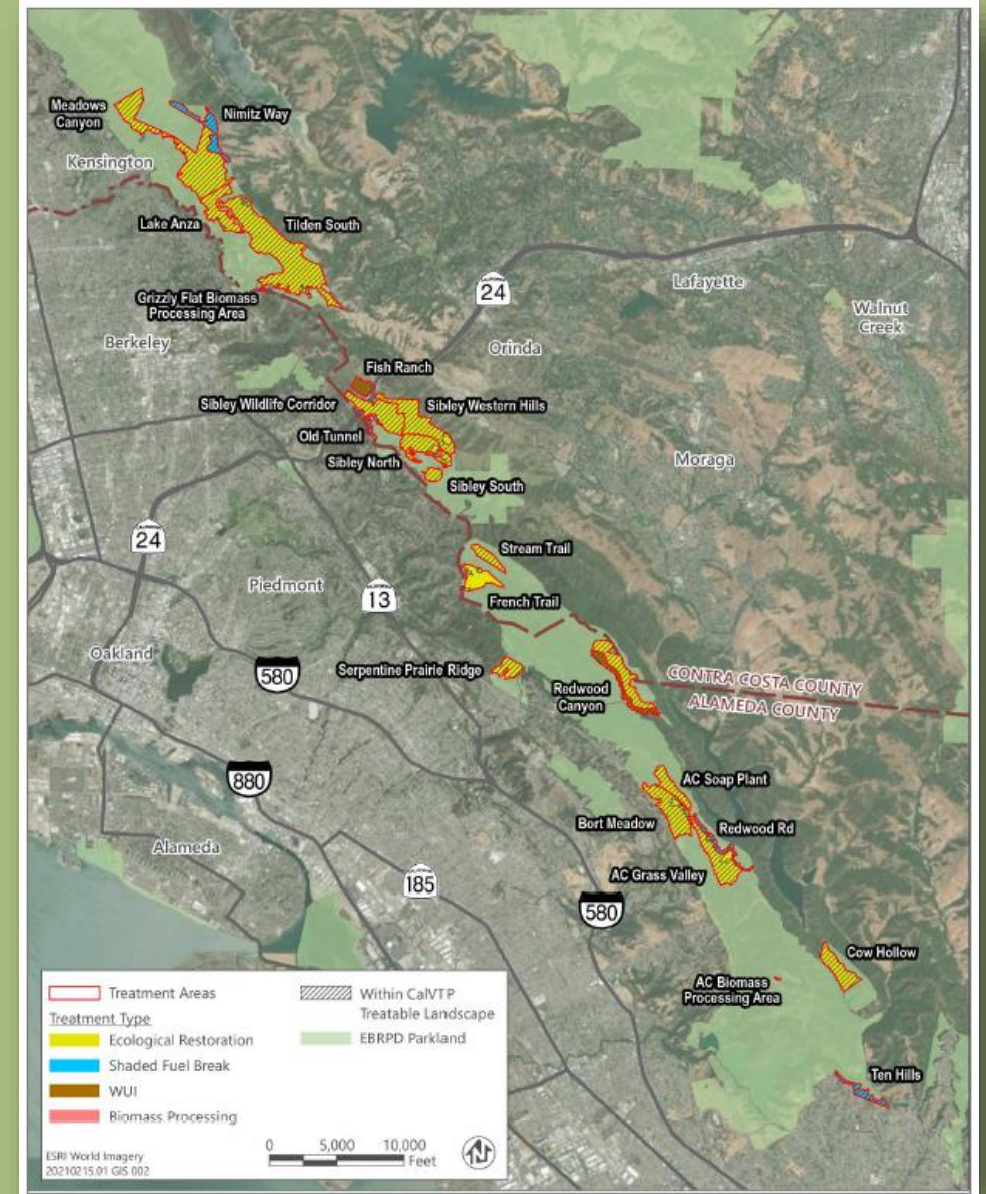 Meadows
Canyon
Nimitz Way
Kensington
Lake Anza
Tilden South
24
Lafayette
Grizzly Flat Biomass
Processing Area
Walnut
Creek
Berkeley
Orinda
Fish Ranch
Sibley Wildlife Corridor
Sibley Western Hills
Old Tunnel
Sibley North
Moraga
Sibley South
24
Stream Trail
Piedmont
13
French Trail
Oakland
580
Serpentine Prairie Ridge
Redwood
Canyon
CONTRA COSTA COUNTY
ALAMEDA COUNTY
880
AC Soap Plant
Bort Meadow
Redwood Rd
Alameda
185
AC Grass Valley
580
Cow Hollow
AC Biomass
Processing Area
Ten Hills
Treatment Areas
Treatment Type
Ecological Restoration
Shaded Fuel Break
WUI
Biomass Processing
Within CalVTP
Treatable Landscape
EBRPD Parkland
0 5,000 10,000
Feet
N
ESRI World Imagery
20210215.01 GIS 002